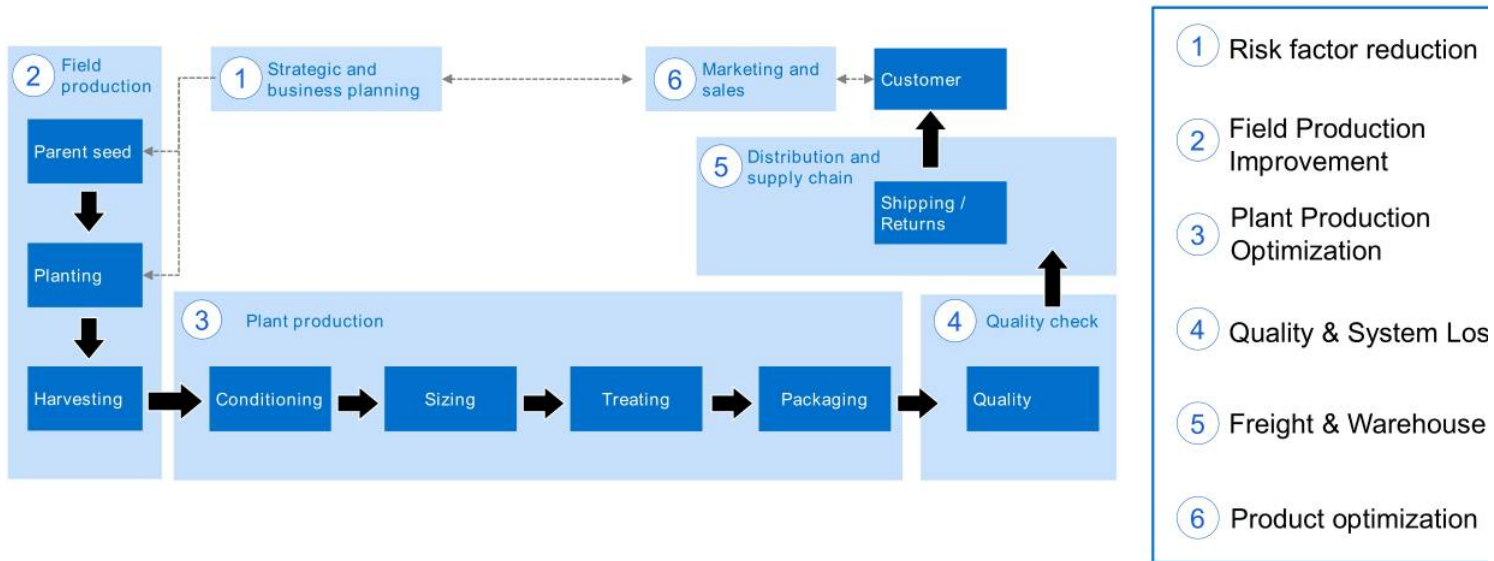 2
Field
production
Parent seed
Planting
Harvesting
1
Strategic and
business planning
6
Marketing and
sales
Customer
5
Distribution and
supply chain
Shipping /
Returns
3
Plant production
Conditioning
Sizing
Treating
Packaging
4
Quality check
Quality
1
Risk factor reduction
2
Field Production
Improvement
3
Plant Production
Optimization
4
Quality & System
5
Freight & Warehouse
6
Product optimization